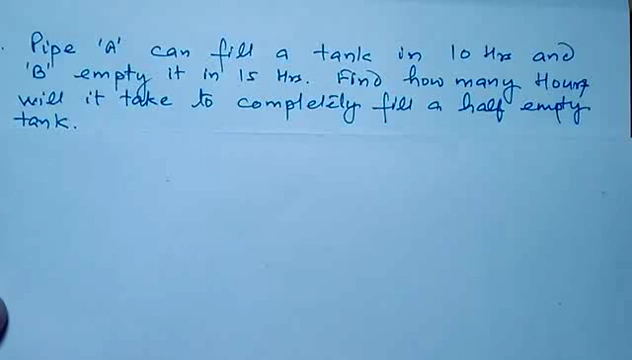 Pipe 'A' can fill a tank in 10 Hrs and
'B' empty it in 15 Hrs. Find how many Hours
will it take to completely fill a half empty
tank.